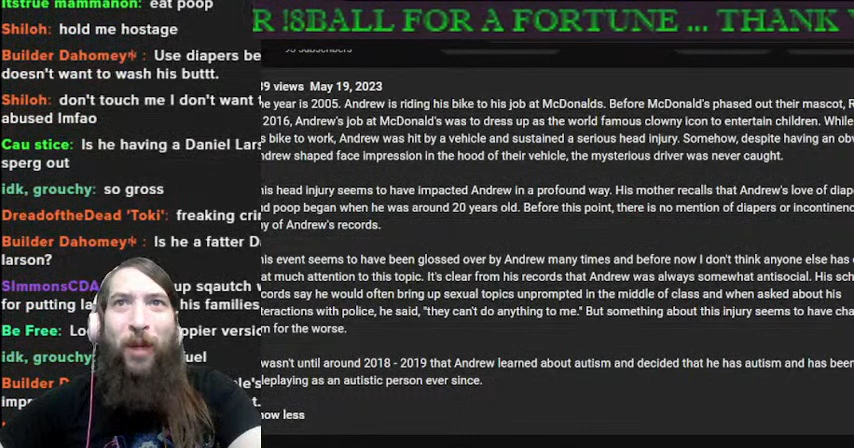 Itstrue mammanon: eat poop
Shiloh: hold me hostage
Builder Dahomey: Use diapers be
doesn't want to wash his buttt.
Shiloh: don't touch me I don't want
abused lmfao
Cau stice: Is he having a Daniel Lars
sperg out
idk, grouchy: so gross
DreadoftheDead 'Toki': freaking
Builder Dahomey: Is he a fatter D
larson?
SImmonsCDA up sqautch
for putting his families
Be Free: ppier versi
idk, grouchy fuel
Builder
!8BALL FOR A FORTUNE ... THANK
subscribers
views May 19, 2023
year is 2005. Andrew is riding his bike to his job at McDonalds. Before McDonald's phased out their mascot, R
2016, Andrew's job at McDonald's was to dress up as the world famous clowny icon to entertain children. While
bike to work, Andrew was hit by a vehicle and sustained a serious head injury. Somehow, despite having an ob
ndrew shaped face impression in the hood of their vehicle, the mysterious driver was never caught.
his head injury seems to have impacted Andrew in a profound way. His mother recalls that Andrew's love of diap
nd poop began when he was around 20 years old. Before this point, there is no mention of diapers or incontinenc
y of Andrew's records.
his event seems to have been glossed over by Andrew many times and before now I don't think anyone else has
at much attention to this topic. It's clear from his records that Andrew was always somewhat antisocial. His sch
cords say he would often bring up sexual topics unprompted in the middle of class and when asked about his
teractions with police, he said, "they can't do anything to me." But something about this injury seems to have cha
m for the worse.
wasn't until around 2018 - 2019 that Andrew learned about autism and decided that he has autism and has been
leplaying as an autistic person ever since.
how less